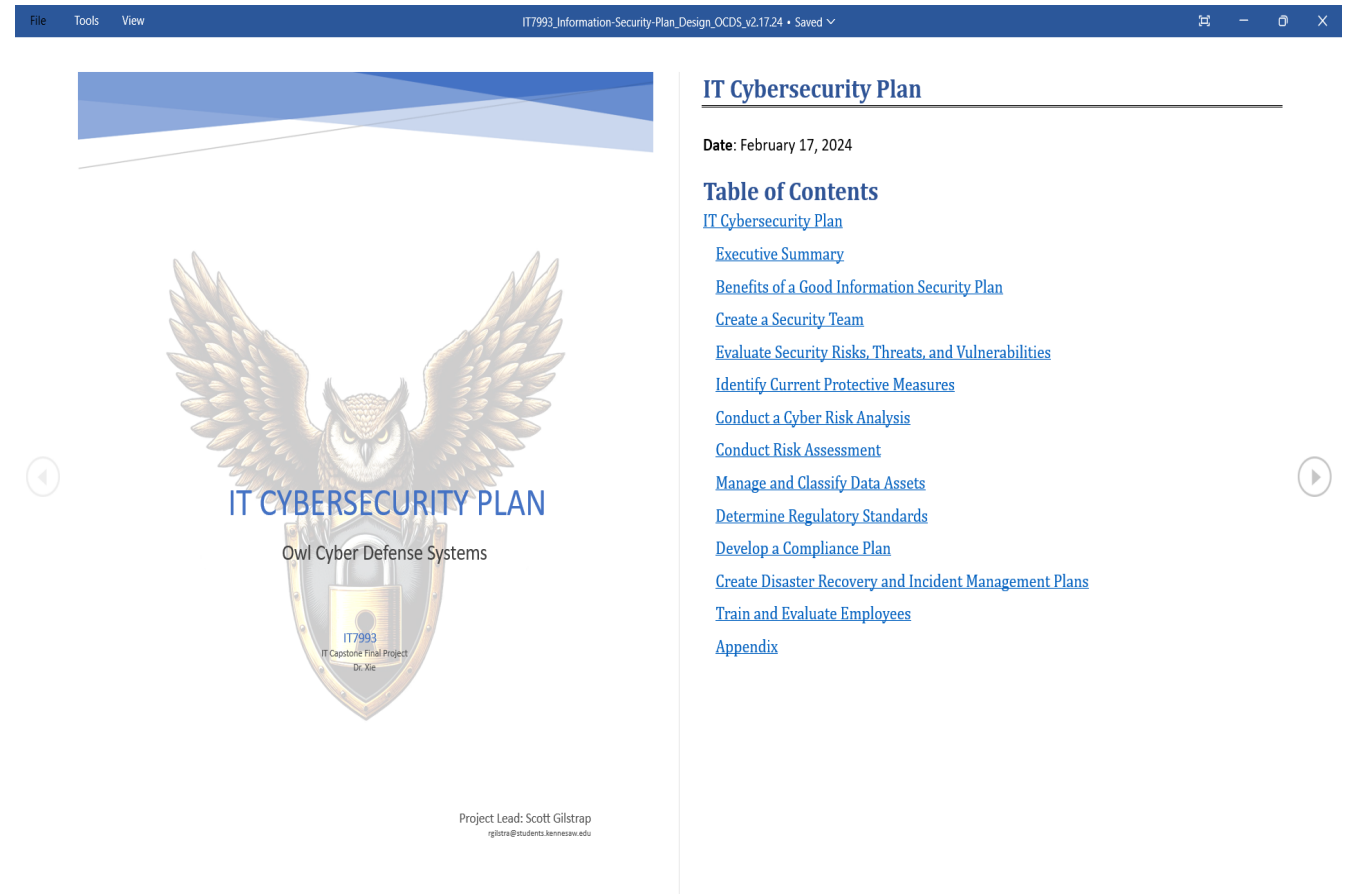 File Tools View IT7993_Information-Security-Plan_Design_OCDS_v2.17.24 • Saved
IT CYBERSECURITY PLAN
Owl Cyber Defense Systems
IT7993
IT Capstone Final Project
Dr. Xie
Project Lead: Scott Gilstrap
rgilstra@students.kennesaw.edu
IT Cybersecurity Plan
Date: February 17, 2024
Table of Contents
IT Cybersecurity Plan
Executive Summary
Benefits of a Good Information Security Plan
Create a Security Team
Evaluate Security Risks, Threats, and Vulnerabilities
Identify Current Protective Measures
Conduct a Cyber Risk Analysis
Conduct Risk Assessment
Manage and Classify Data Assets
Determine Regulatory Standards
Develop a Compliance Plan
Create Disaster Recovery and Incident Management Plans
Train and Evaluate Employees
Appendix